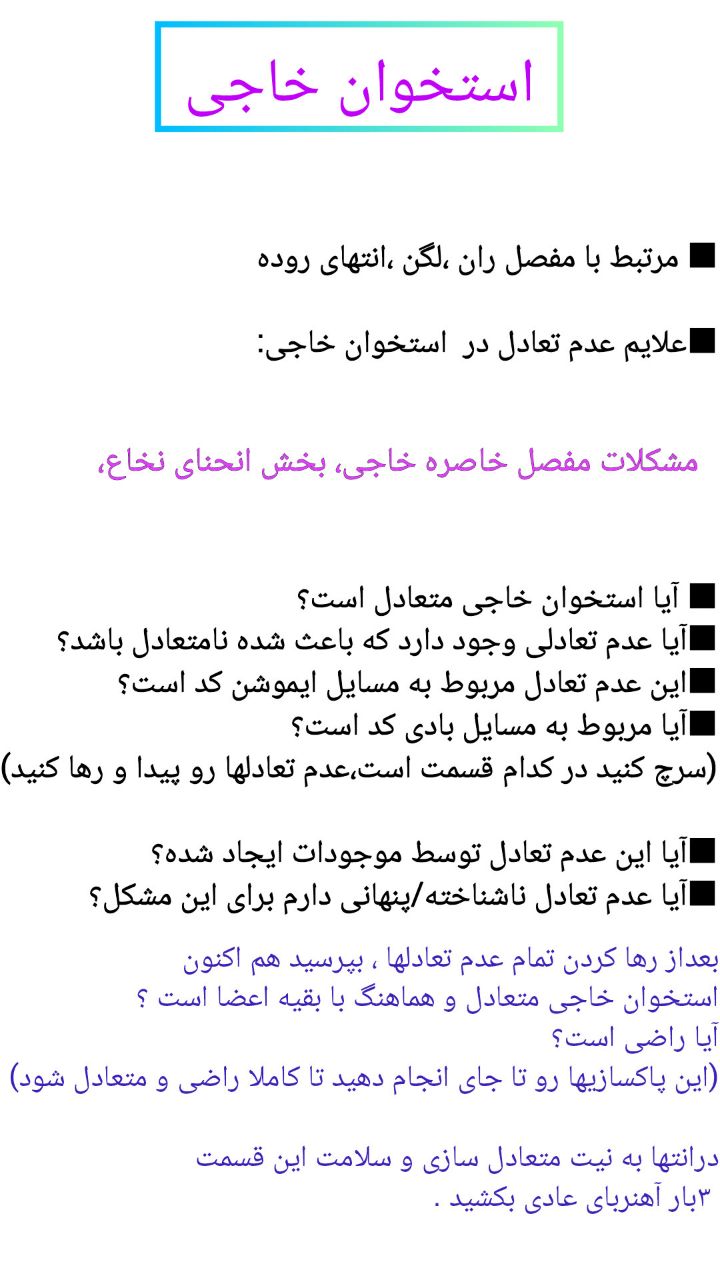 استخوان خاجی
■ مرتبط با مفصل ران ،لگن ،انتهای روده
■علایم عدم تعادل در استخوان خاجی:
مشکلات مفصل خاصره خاجی، بخش انحنای نخاع،
■ آیا استخوان خاجی متعادل است؟
■آیا عدم تعادلی وجود دارد که باعث شده نامتعادل باشد؟
■این عدم تعادل مربوط به مسایل ایموشن کد است؟
■آیا مربوط به مسایل بادی کد است؟
(سرچ کنید در کدام قسمت است،عدم تعادلها رو پیدا و رها کنید)
■آیا این عدم تعادل توسط موجودات ایجاد شده؟
■آیا عدم تعادل ناشناخته/پنهانی دارم برای این مشکل؟
بعداز رها کردن تمام عدم تعادلها ، بپرسید هم اکنون
استخوان خاجی متعادل و هماهنگ با بقیه اعضا است ؟
آیا راضی است؟
(این پاکسازیها رو تا جای انجام دهید تا کاملا راضی و متعادل شود)
درانتها به نیت متعادل سازی و سلامت این قسمت
۳بار آهنربای عادی بکشید .